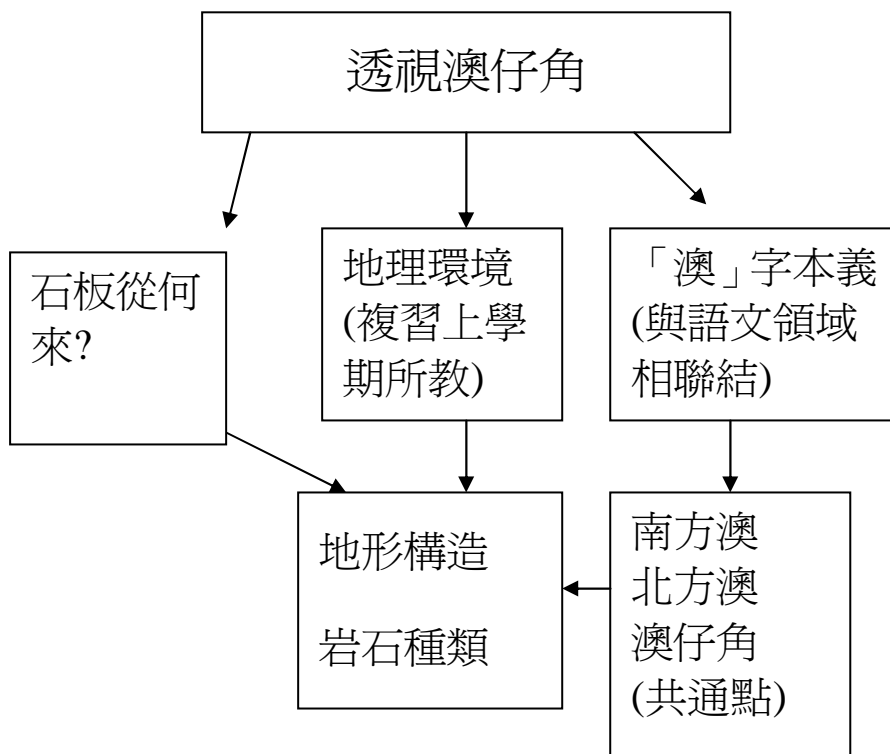 透視澳仔角
石板從何
來?
地理環境
(複習上學
期所教)
「澳」字本義
(與語文領域
相聯結)
地形構造
岩石種類
南方澳
北方澳
澳仔角
(共通點)